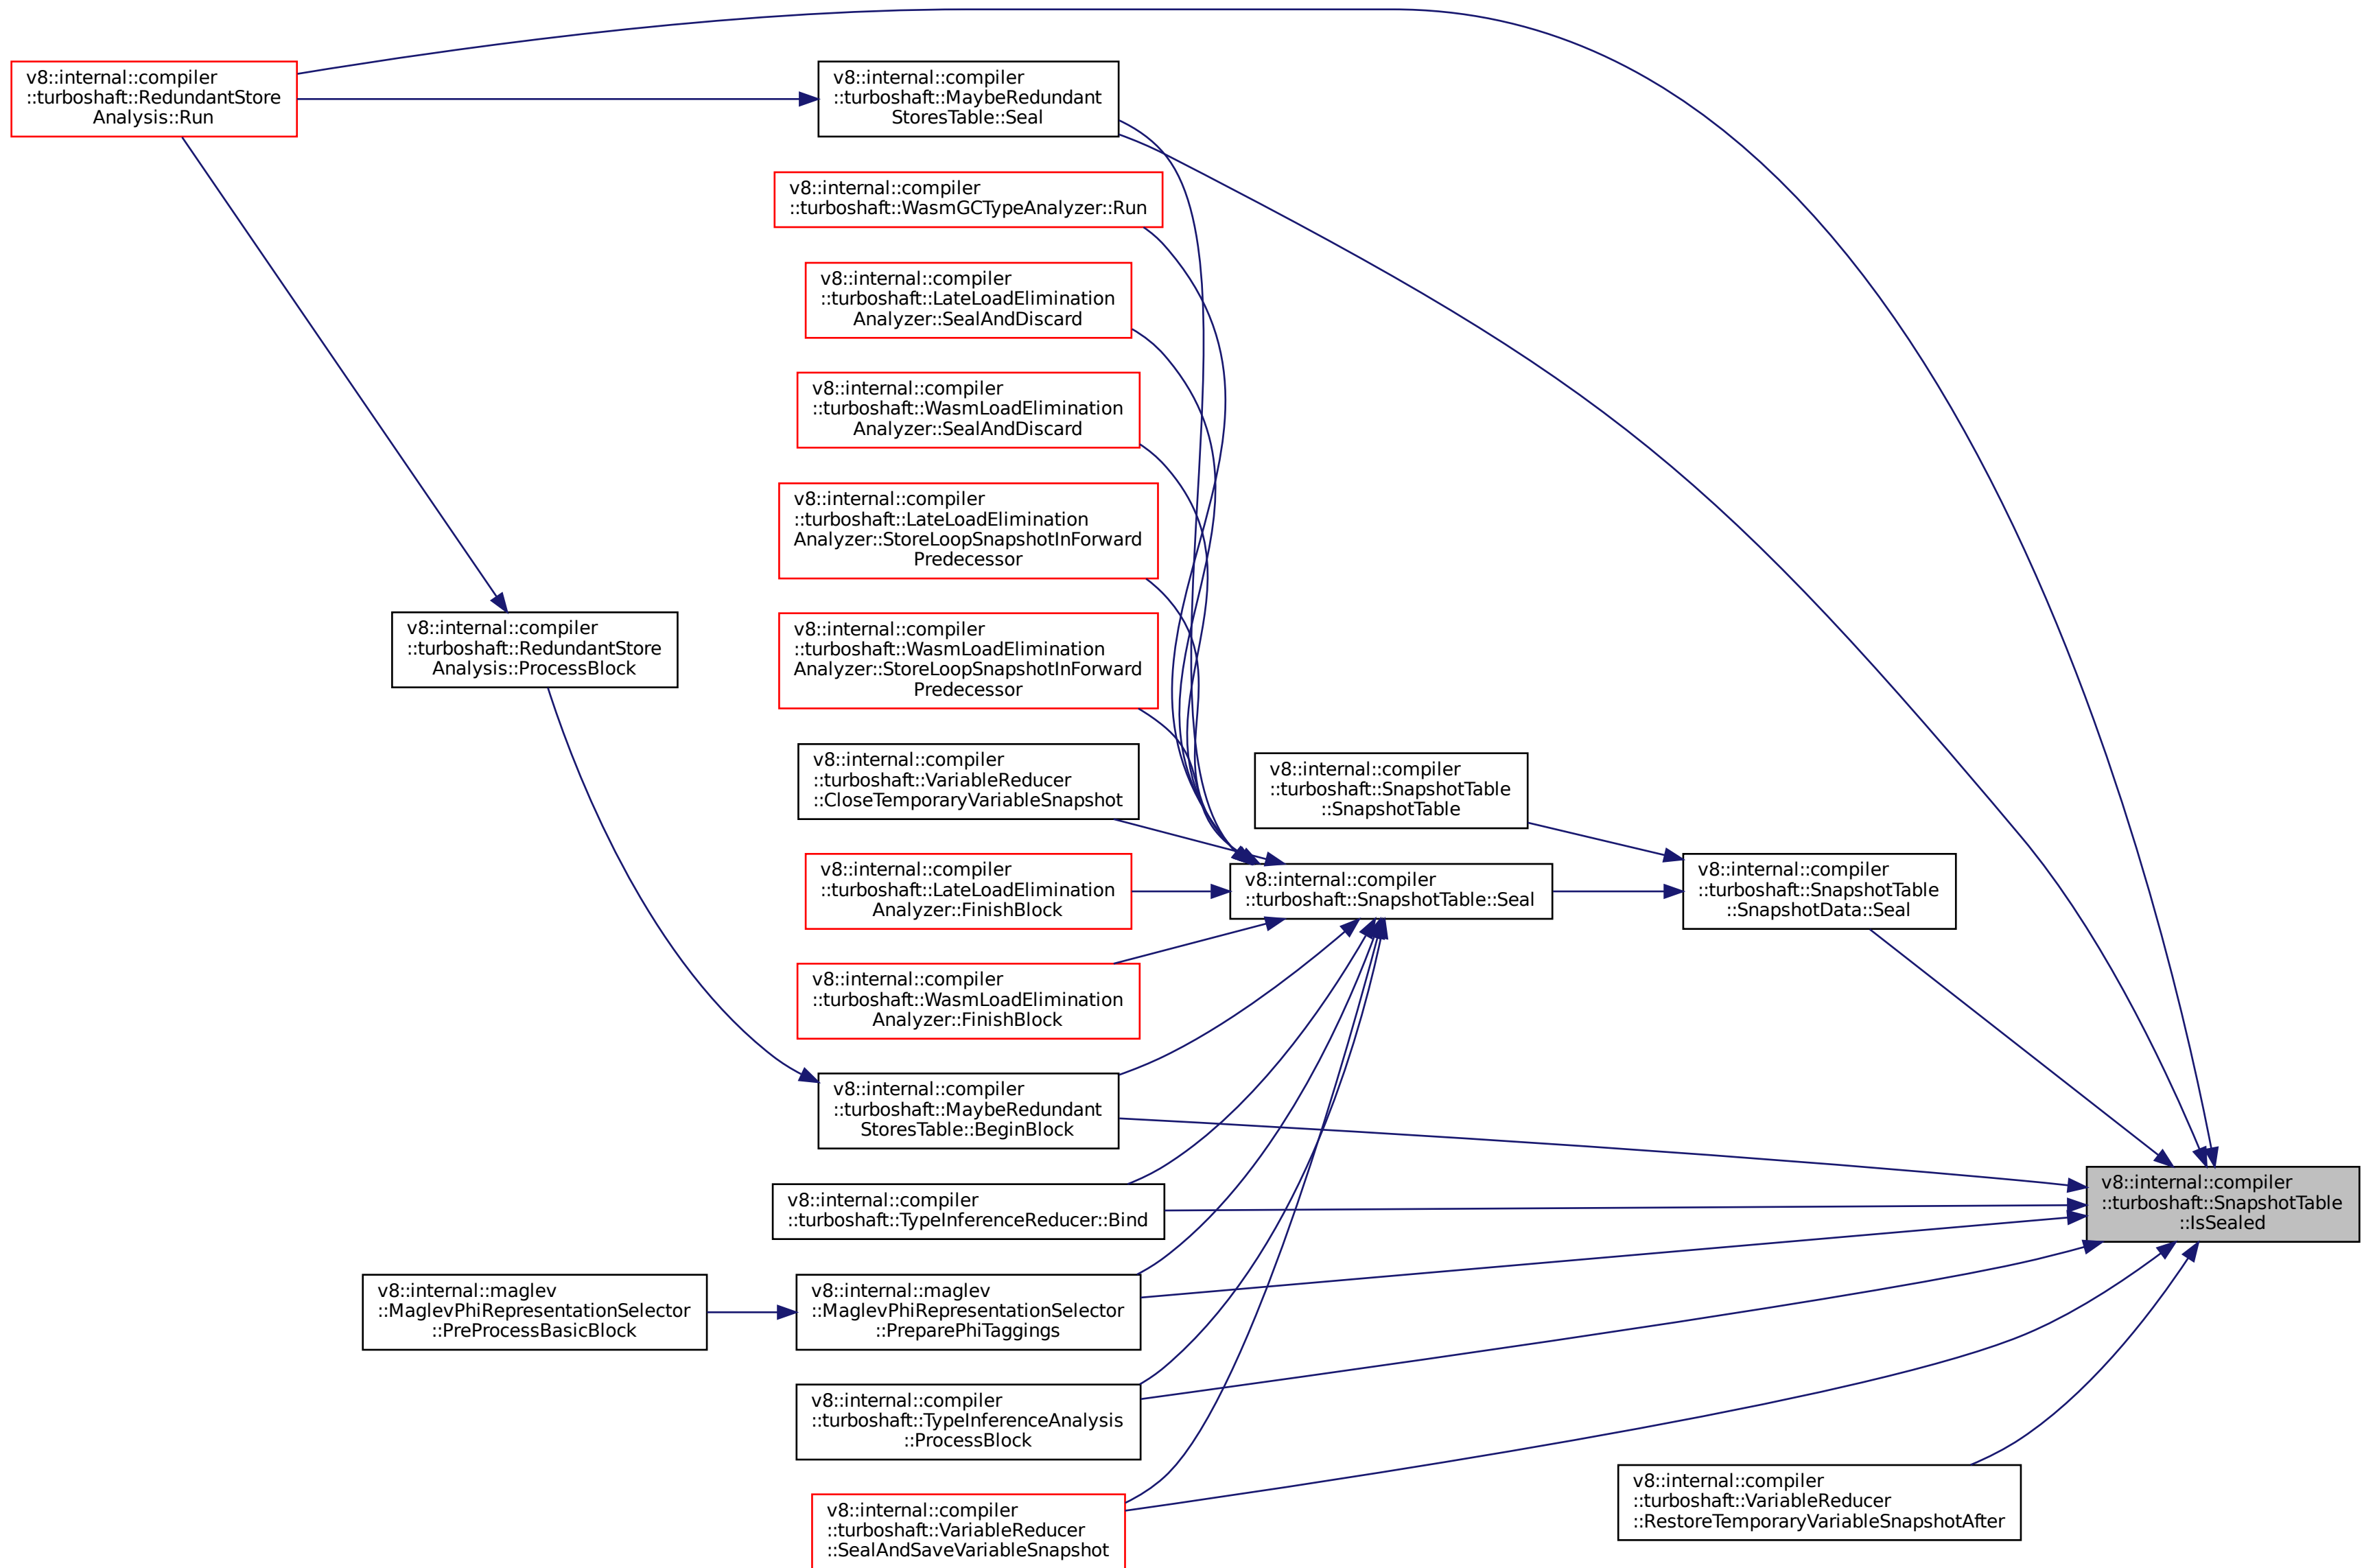 v8::internal::compiler
::turboshaft::RedundantStore
Analysis::Run
v8::internal::compiler
::turboshaft::MaybeRedundant
StoresTable::Seal
v8::internal::compiler
::turboshaft::WasmGCTypeAnalyzer::Run
v8::internal::compiler
::turboshaft::LateLoadElimination
Analyzer::SealAndDiscard
v8::internal::compiler
::turboshaft::WasmLoadElimination
Analyzer::SealAndDiscard
v8::internal::compiler
::turboshaft::LateLoadElimination
Analyzer::StoreLoopSnapshotInForward
Predecessor
v8::internal::compiler
::turboshaft::RedundantStore
Analysis::ProcessBlock
v8::internal::compiler
::turboshaft::WasmLoadElimination
Analyzer::StoreLoopSnapshotInForward
Predecessor
v8::internal::compiler
::turboshaft::VariableReducer
::CloseTemporaryVariableSnapshot
v8::internal::compiler
::turboshaft::SnapshotTable
::SnapshotTable
v8::internal::compiler
::turboshaft::LateLoadElimination
Analyzer::FinishBlock
v8::internal::compiler
::turboshaft::SnapshotTable::Seal
v8::internal::compiler
::turboshaft::SnapshotTable
::SnapshotData::Seal
v8::internal::compiler
::turboshaft::WasmLoadElimination
Analyzer::FinishBlock
v8::internal::compiler
::turboshaft::MaybeRedundant
StoresTable::BeginBlock
v8::internal::compiler
::turboshaft::TypeInferenceReducer::Bind
v8::internal::compiler
::turboshaft::SnapshotTable
::IsSealed
v8::internal::maglev
::MaglevPhiRepresentationSelector
::PreProcessBasicBlock
v8::internal::maglev
::MaglevPhiRepresentationSelector
::PreparePhiTaggings
v8::internal::compiler
::turboshaft::TypeInferenceAnalysis
::ProcessBlock
v8::internal::compiler
::turboshaft::VariableReducer
::SealAndSaveVariableSnapshot
v8::internal::compiler
::turboshaft::VariableReducer
::RestoreTemporaryVariableSnapshotAfter